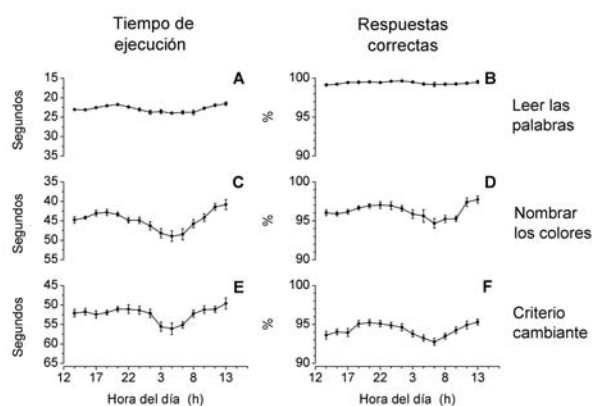 Tiempo de
ejecución
Respuestas
correctas
A
15
20
25
30
35
Segundos
B
100
95
90
%
Leer las
palabras
C
35
40
45
50
55
Segundos
D
100
95
90
%
Nombrar
los colores
E
45
50
55
60
65
Segundos
F
100
95
90
%
Criterio
cambiante
12 17 22 3 8 13
Hora del día (h)
12 17 22 3 8 13
Hora del día (h)